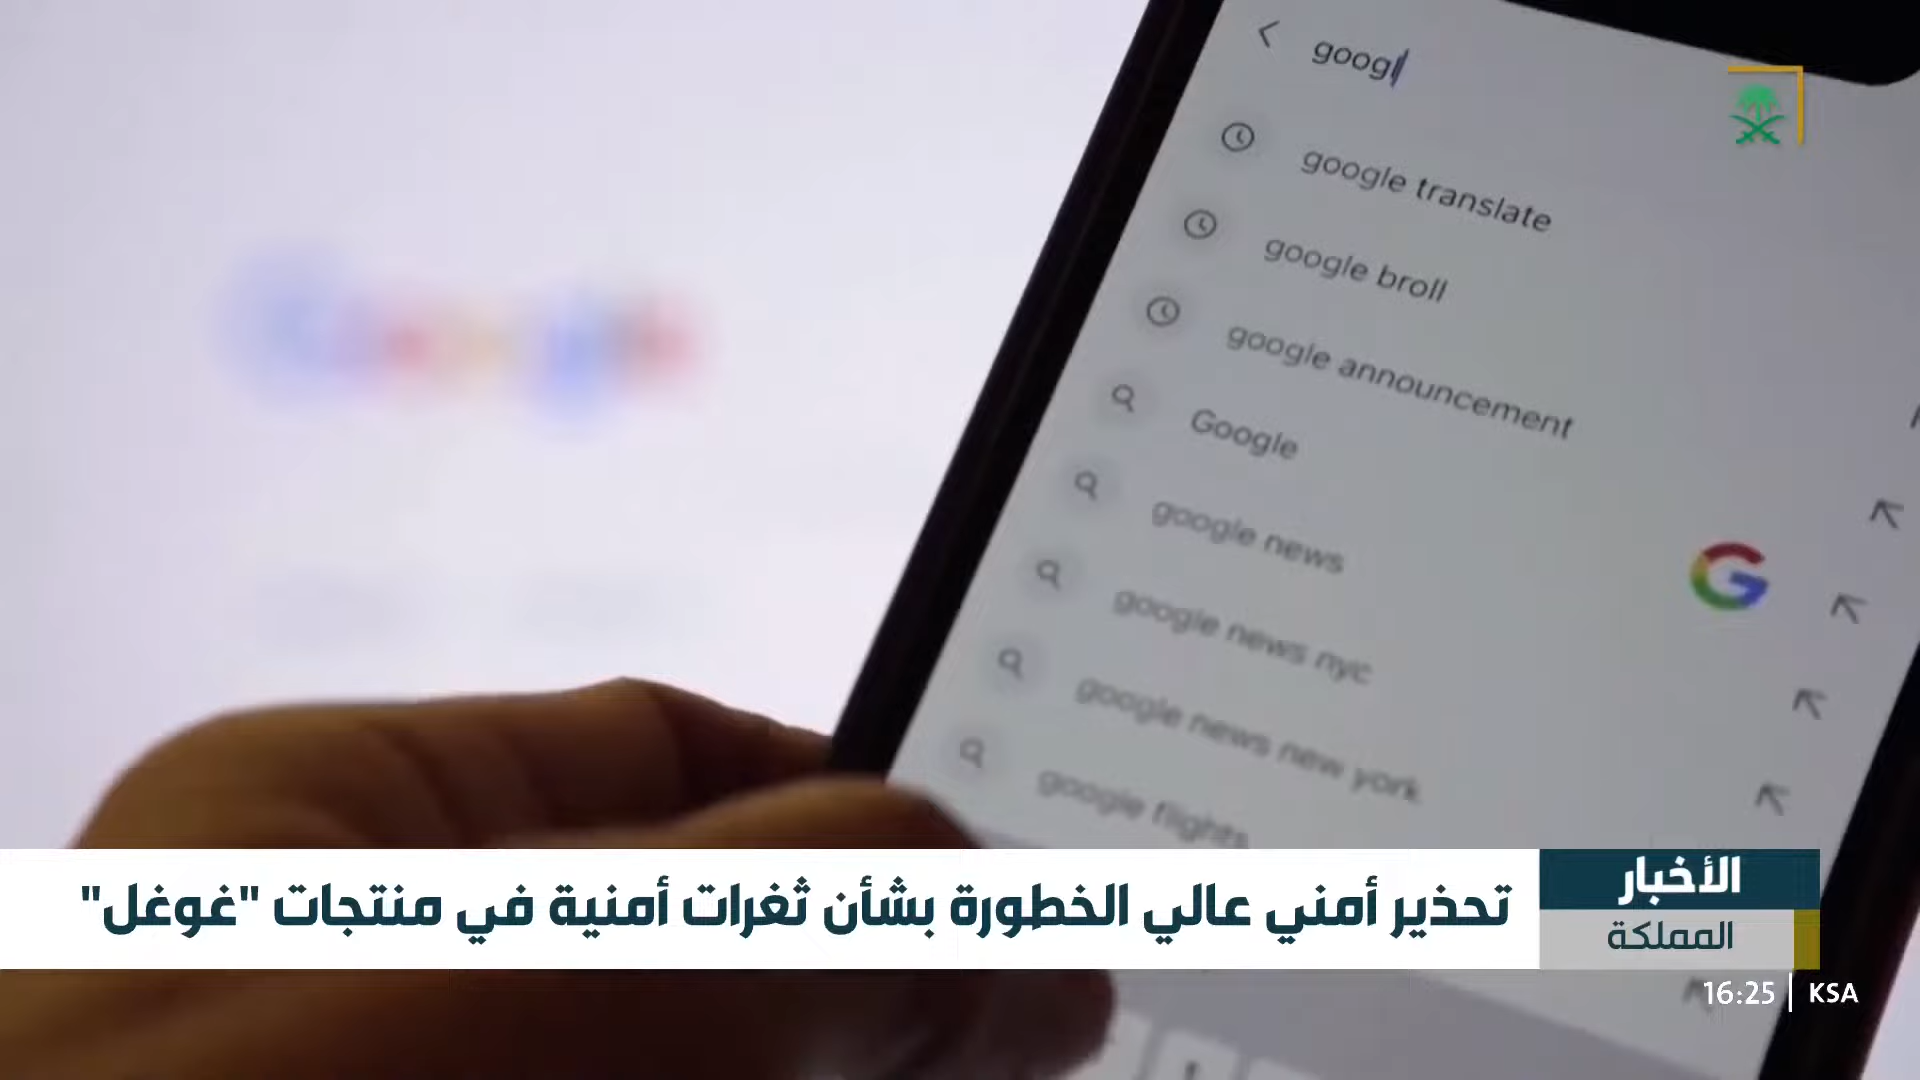 googl
google translate
google broll
google announcement
Google
google news
google news nyc
google news new york
google flights
الأخبار
المملكة
تحذير أمني عالي الخطورة بشأن ثغرات أمنية في منتجات "غوغل"
16:25 | KSA